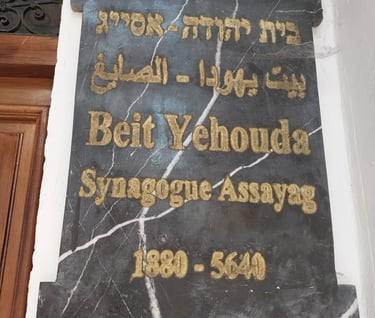 בית יהודה-אסייג
بيت يهودا - الصايغ
Beit Yehouda
Synagogue Assayag
1880 - 5640